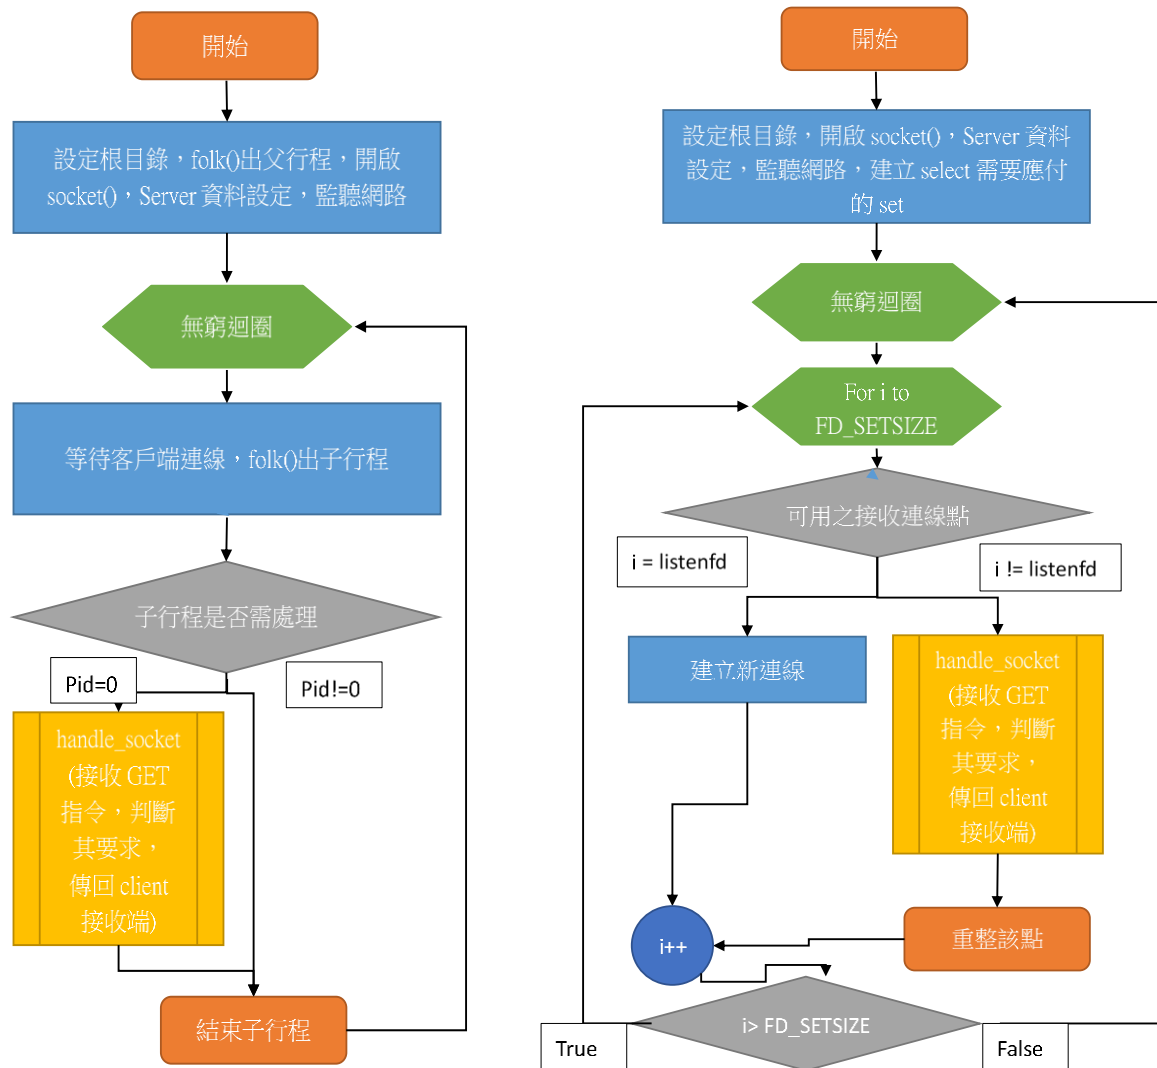 開始
設定根目錄，folk()出父行程，開啟
socket()，Server 資料設定，監聽網路
無窮迴圈
等待客戶端連線，folk()出子行程
子行程是否需處理
Pid=0
Pid!=0
handle_socket
(接收 GET
指令，判斷
其要求，
傳回 client
接收端)
結束子行程
開始
設定根目錄，開啟 socket()，Server 資料
設定，監聽網路，建立 select 需要應付
的 set
無窮迴圈
For i to
FD_SETSIZE
可用之接收連線點
i = listenfd
i != listenfd
建立新連線
handle_socket
(接收 GET
指令，判斷
其要求，
傳回 client
接收端)
重整該點
i++
i> FD_SETSIZE
True
False